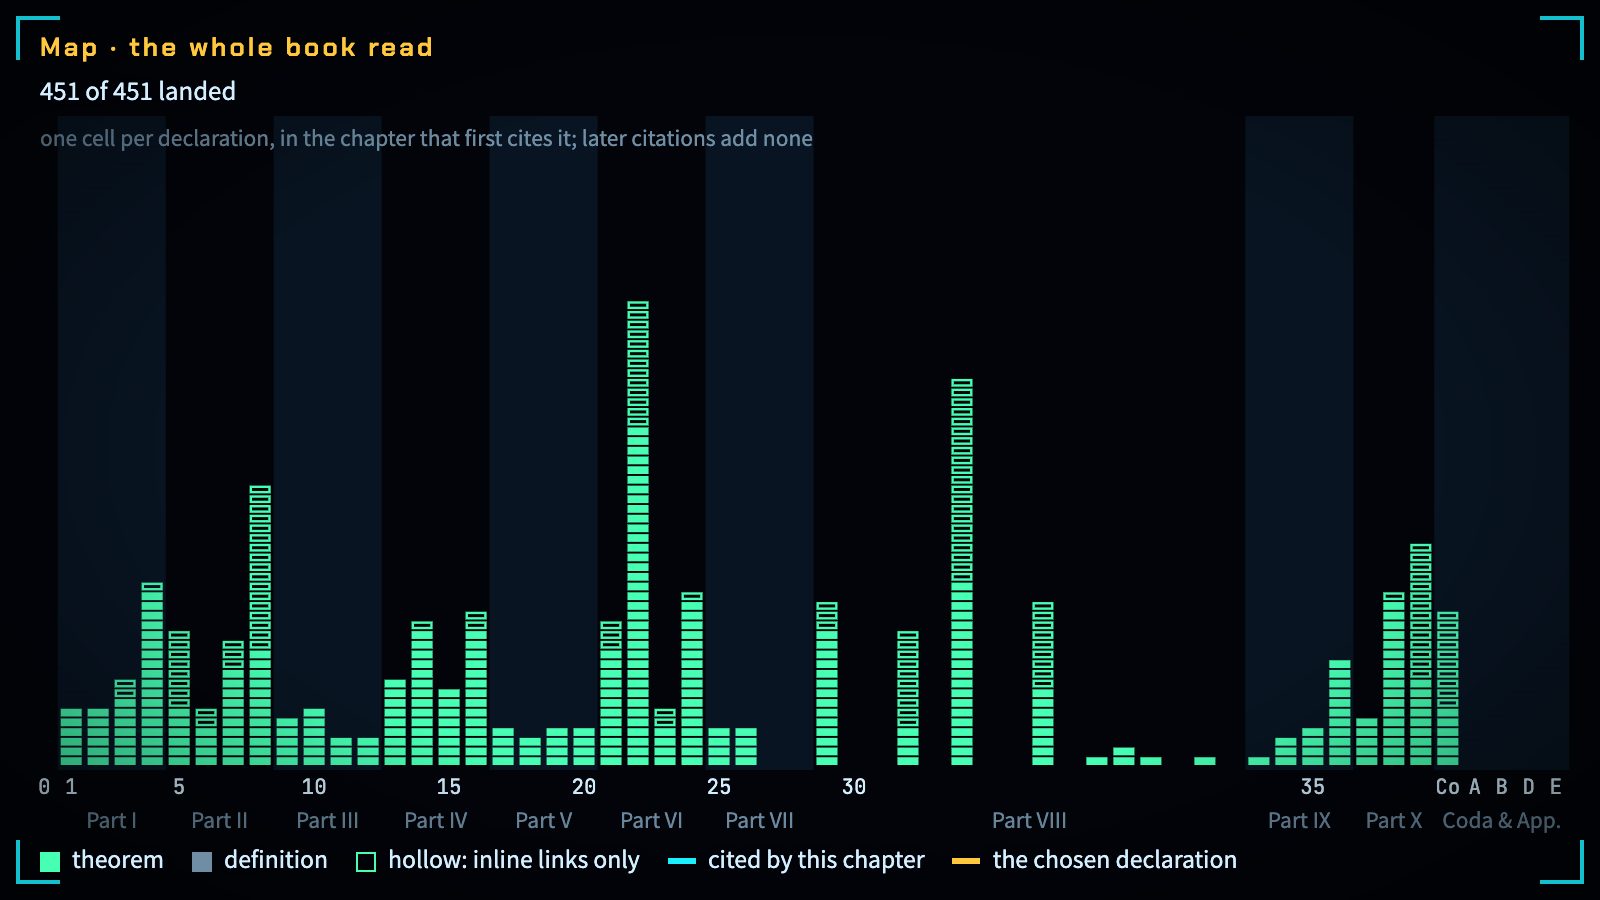 Map · the whole book read
451 of 451 landed
one cell per declaration, in the chapter that first cites it; later citations add none
0 1 5 10 15 20 25 30 35 Co A B D E
Part I Part II Part III Part IV Part V Part VI Part VII Part VIII Part IX Part X Coda & App.
theorem definition hollow: inline links only cited by this chapter the chosen declaration